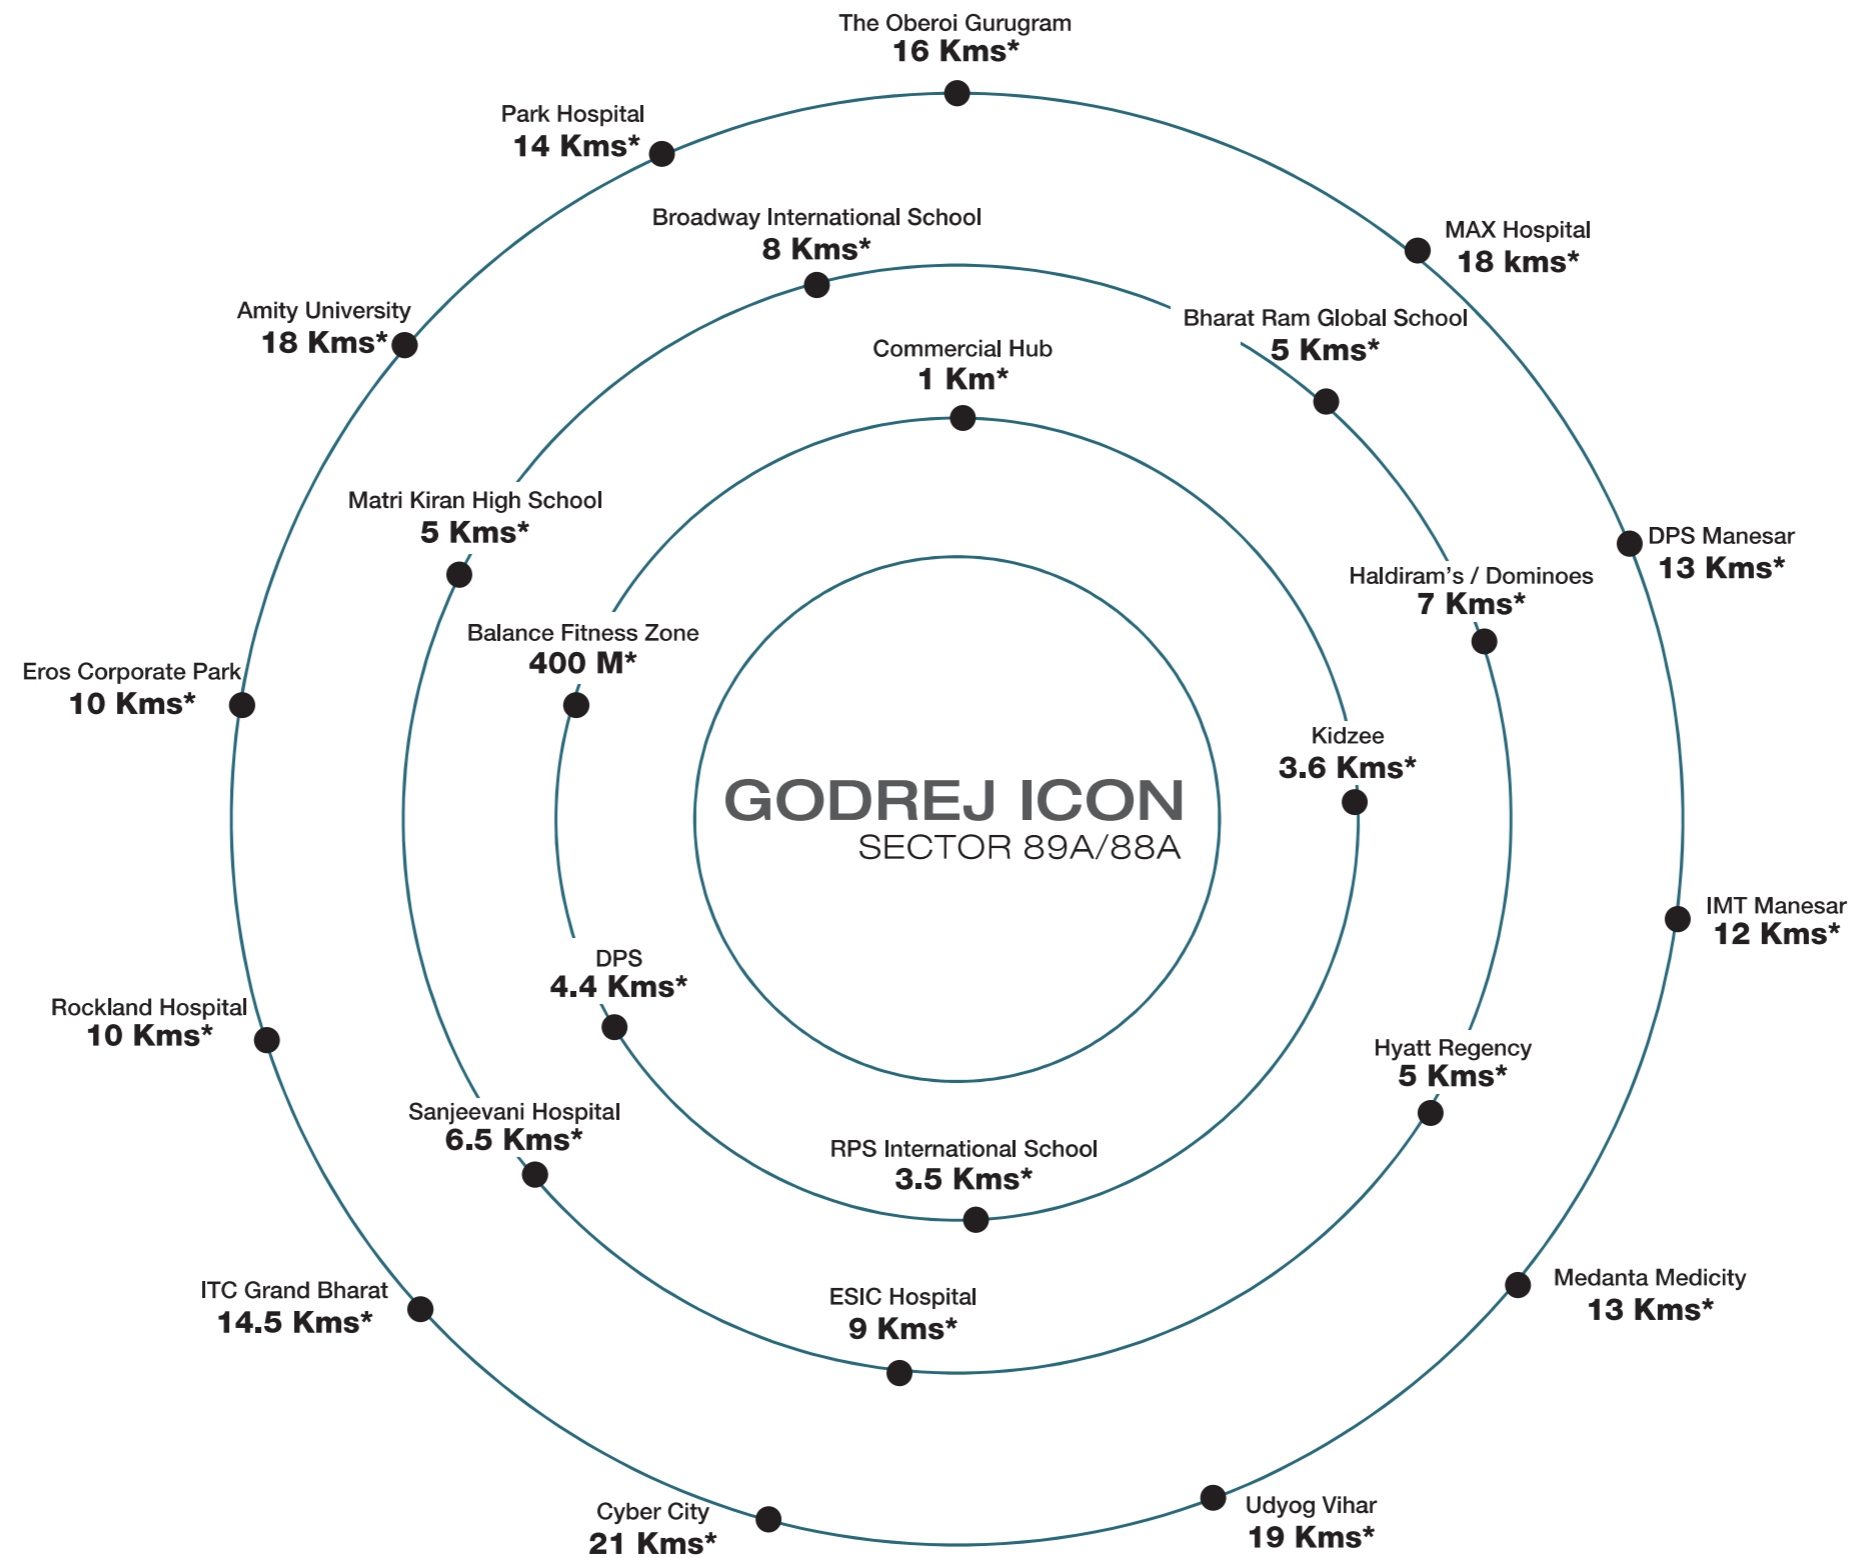 The Oberoi Gurugram
16 Kms*
Park Hospital
14 Kms*
Broadway International School
8 Kms*
MAX Hospital
18 kms*
Amity University
18 Kms*
Bharat Ram Global School
5 Kms*
Commercial Hub
1 Km*
Matri Kiran High School
5 Kms*
DPS Manesar
13 Kms*
Haldiram’s / Dominoes
7 Kms*
Balance Fitness Zone
400 M*
Eros Corporate Park
10 Kms*
Kidzee
3.6 Kms*
GODREJ ICON
SECTOR 89A/88A
IMT Manesar
12 Kms*
DPS
4.4 Kms*
Rockland Hospital
10 Kms*
Hyatt Regency
5 Kms*
Sanjeevani Hospital
6.5 Kms*
RPS International School
3.5 Kms*
Medanta Medicity
13 Kms*
ITC Grand Bharat
14.5 Kms*
ESIC Hospital
9 Kms*
Cyber City
21 Kms*
Udyog Vihar
19 Kms*